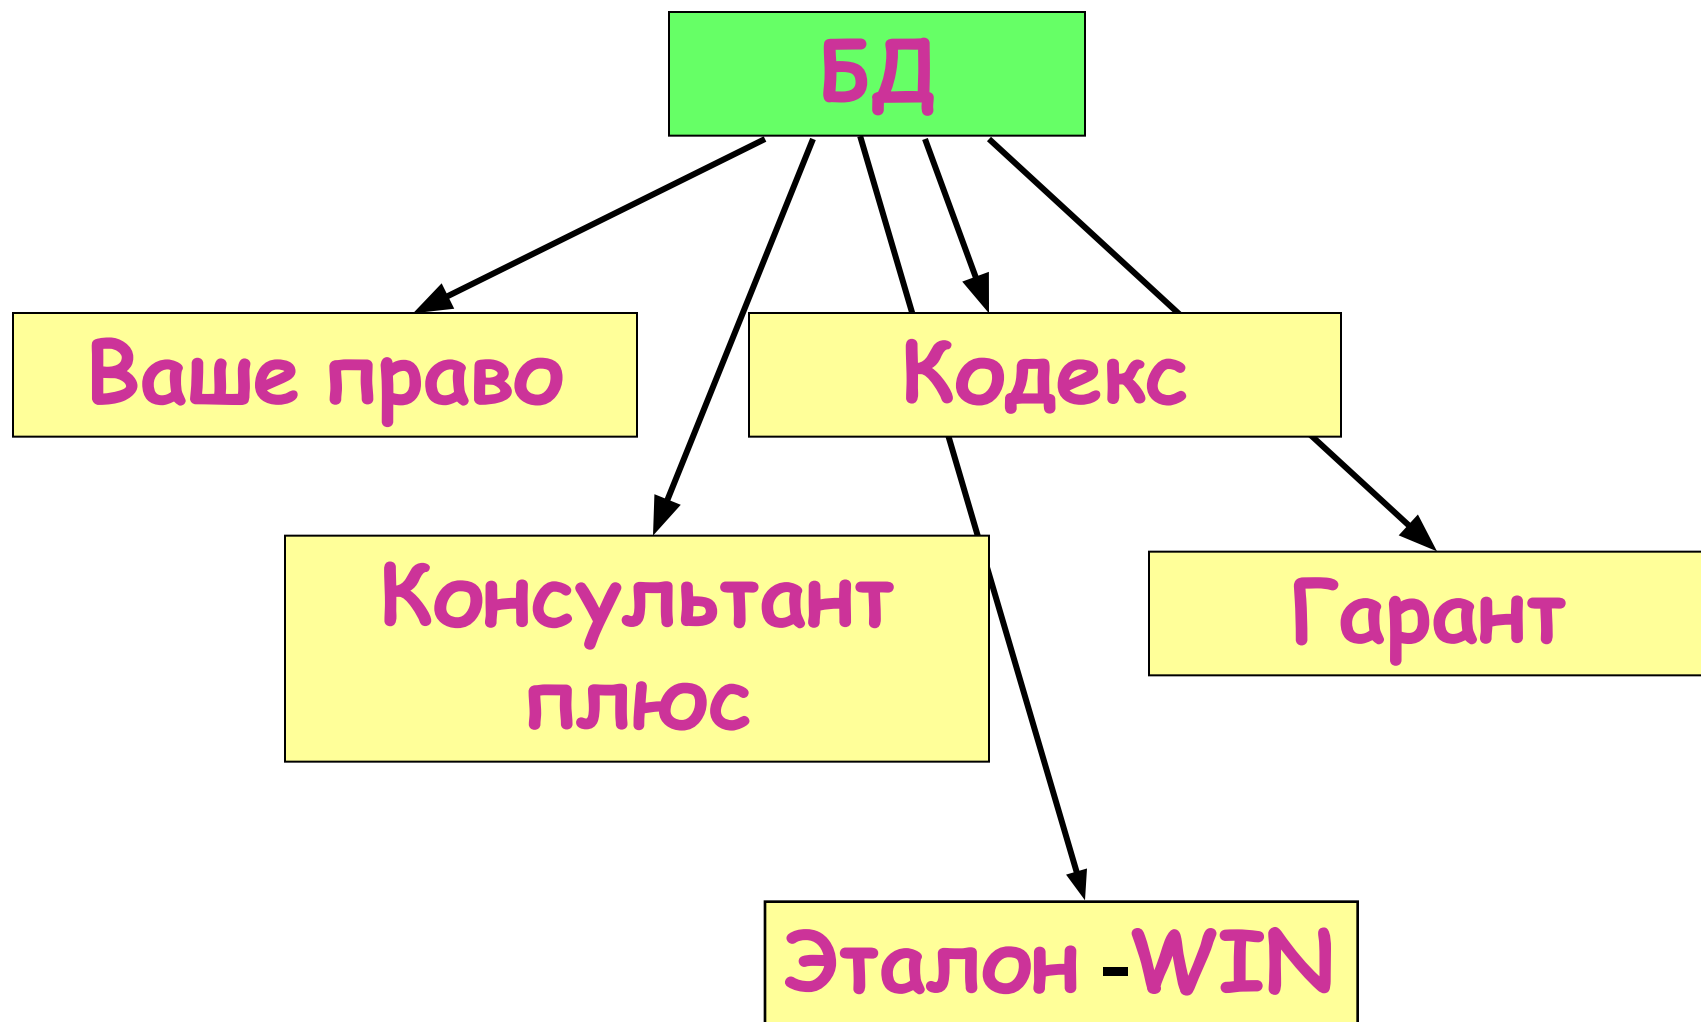 БД
Ваше право
Кодекс
Консультант
плюс
Гарант
Эталон -WIN